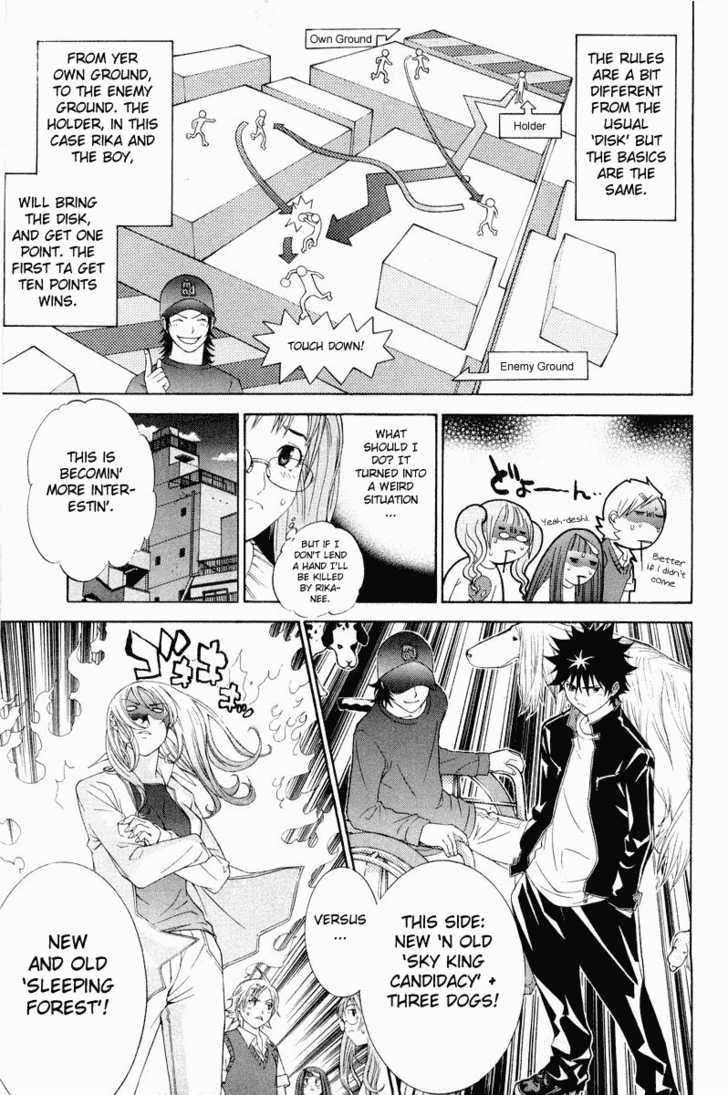 THE RULES
ARE A BIT
DIFFERENT
FROM THE
USUAL
'DISK' BUT
THE BASICS
ARE THE
SAME.
Own Ground
Holder
FROM YER
OWN GROUND,
TO THE ENEMY
GROUND. THE
HOLDER, IN THIS
CASE RIKA AND
THE BOY,
WILL BRING
THE DISK,
AND GET ONE
POINT. THE
FIRST TA GET
TEN POINTS
WINS.
TOUCH DOWN!
Enemy Ground
どよーん…
Yeah-deshi.
Better
if I didn't
come
WHAT
SHOULD I
DO? IT
TURNED INTO
A WEIRD
SITUATION
...
BUT IF I
DON'T LEND
A HAND I'LL
BE KILLED
BY RIKA-
NEE.
THIS IS
BECOMIN'
MORE INTER-
ESTIN'.
THIS SIDE:
NEW 'N OLD
'SKY KING
CANDIDACY' +
THREE DOGS!
VERSUS
...
ゴゴゴゴ
NEW
AND OLD
'SLEEPING
FOREST'!